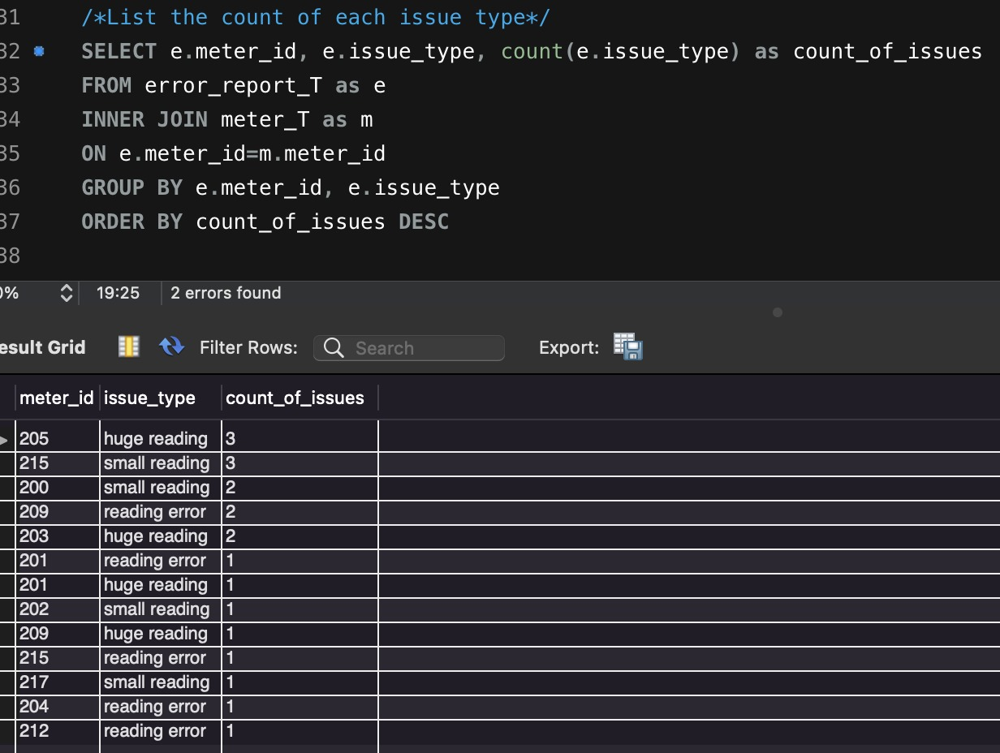 31 /*List the count of each issue type*/
32 SELECT e.meter_id, e.issue_type, count(e.issue_type) as count_of_issues
33 FROM error_report_T as e
34 INNER JOIN meter_T as m
35 ON e.meter_id=m.meter_id
36 GROUP BY e.meter_id, e.issue_type
37 ORDER BY count_of_issues DESC
38
0% 19:25 2 errors found
esult Grid Filter Rows: Search Export:
meter_id issue_type count_of_issues
205 huge reading 3
215 small reading 3
200 small reading 2
209 reading error 2
203 huge reading 2
201 reading error 1
201 huge reading 1
202 small reading 1
209 huge reading 1
215 reading error 1
217 small reading 1
204 reading error 1
212 reading error 1